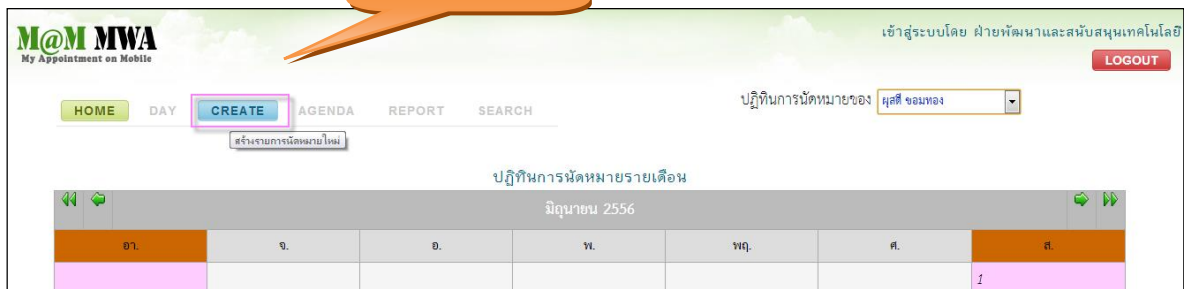 M@M MWA
My Appointment on Mobile
เข้าสู่ระบบโดย ฝ่ายพัฒนาและสนับสนุนเทคโนโลยี
LOGOUT
HOME DAY CREATE AGENDA REPORT SEARCH
ปฏิทินการนัดหมายของ ผุสดี ขอมทอง
สร้างรายการนัดหมายใหม่
ปฏิทินการนัดหมายรายเดือน
มิถุนายน 2556
อา. จ. อ. พ. พฤ. ศ. ส.
1